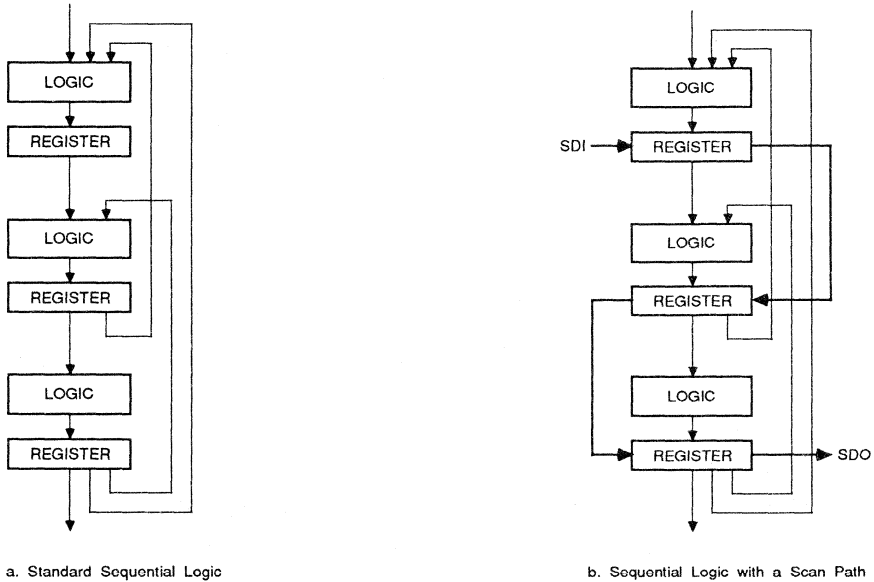 LOGIC
REGISTER
LOGIC
REGISTER
LOGIC
REGISTER
a. Standard Sequential Logic
LOGIC
SDI
REGISTER
LOGIC
REGISTER
LOGIC
REGISTER
SDO
b. Sequential Logic with a Scan Path